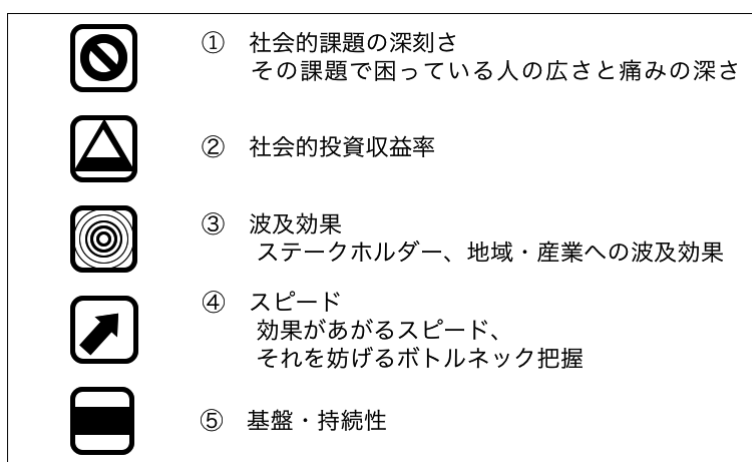 ① 社会的課題の深刻さ
その課題で困っている人の広さと痛みの深さ
② 社会的投資収益率
③ 波及効果
ステークホルダー、地域・産業への波及効果
④ スピード
効果があがるスピード、
それを妨げるボトルネック把握
⑤ 基盤・持続性